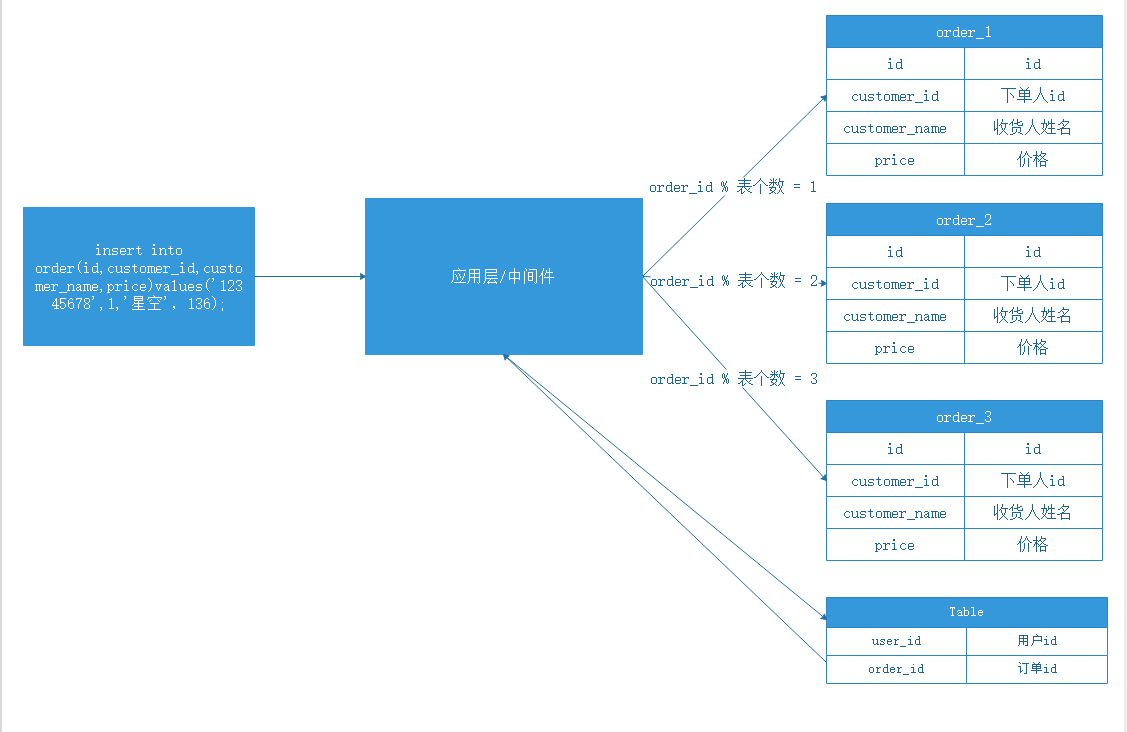 insert into
order(id,customer_id,custo
mer_name,price)values('123
45678',1,'星空', 136);
应用层/中间件
order_id % 表个数 = 1
order_id % 表个数 = 2
order_id % 表个数 = 3
order_1
id id
customer_id 下单人id
customer_name 收货人姓名
price 价格
order_2
id id
customer_id 下单人id
customer_name 收货人姓名
price 价格
order_3
id id
customer_id 下单人id
customer_name 收货人姓名
price 价格
Table
user_id 用户id
order_id 订单id